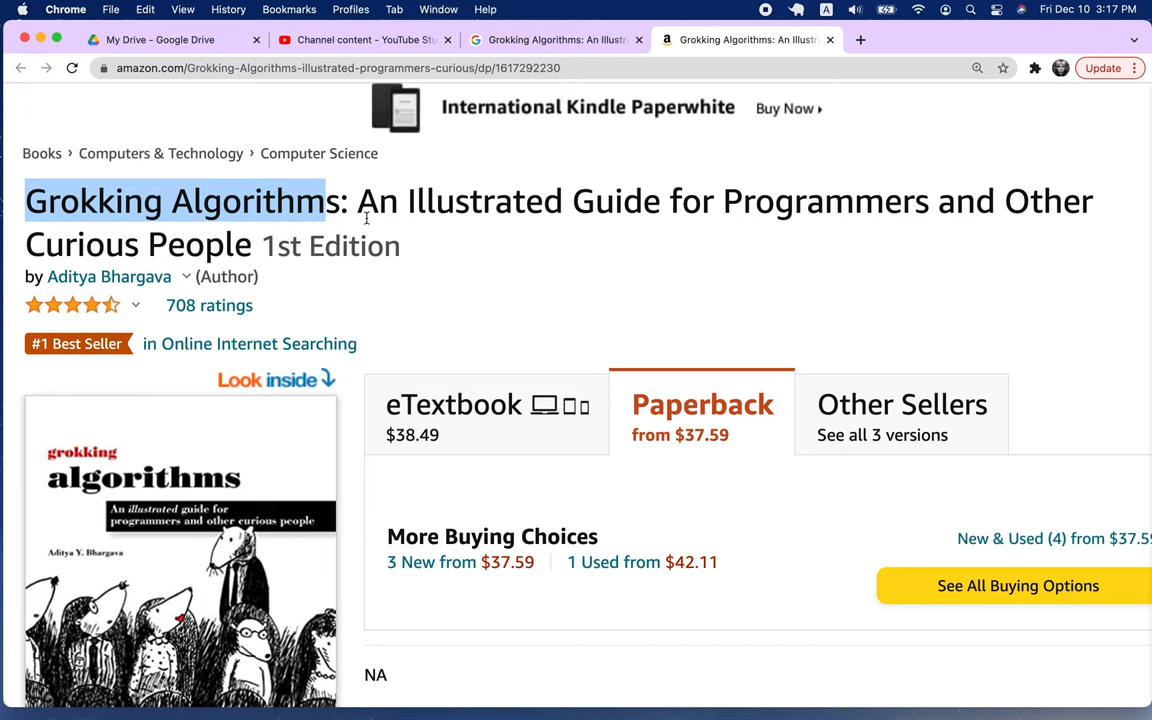 Chrome File Edit View History Bookmarks Profiles Tab Window Help A Fri Dec 10 3:17 PM
My Drive - Google Drive Channel content - YouTube Stu Grokking Algorithms: An Illustr Grokking Algorithms: An Illustr
amazon.com/Grokking-Algorithms-illustrated-programmers-curious/dp/1617292230 Update
International Kindle Paperwhite Buy Now
Books › Computers & Technology › Computer Science
Grokking Algorithms: An Illustrated Guide for Programmers and Other
Curious People 1st Edition
by Aditya Bhargava (Author)
708 ratings
#1 Best Seller in Online Internet Searching
Look inside
eTextbook
$38.49
Paperback
from $37.59
Other Sellers
See all 3 versions
grokking
algorithms
An illustrated guide for
programmers and other curious people
Aditya Y. Bhargava
More Buying Choices
3 New from $37.59 1 Used from $42.11
New & Used (4) from $37.59
See All Buying Options
NA